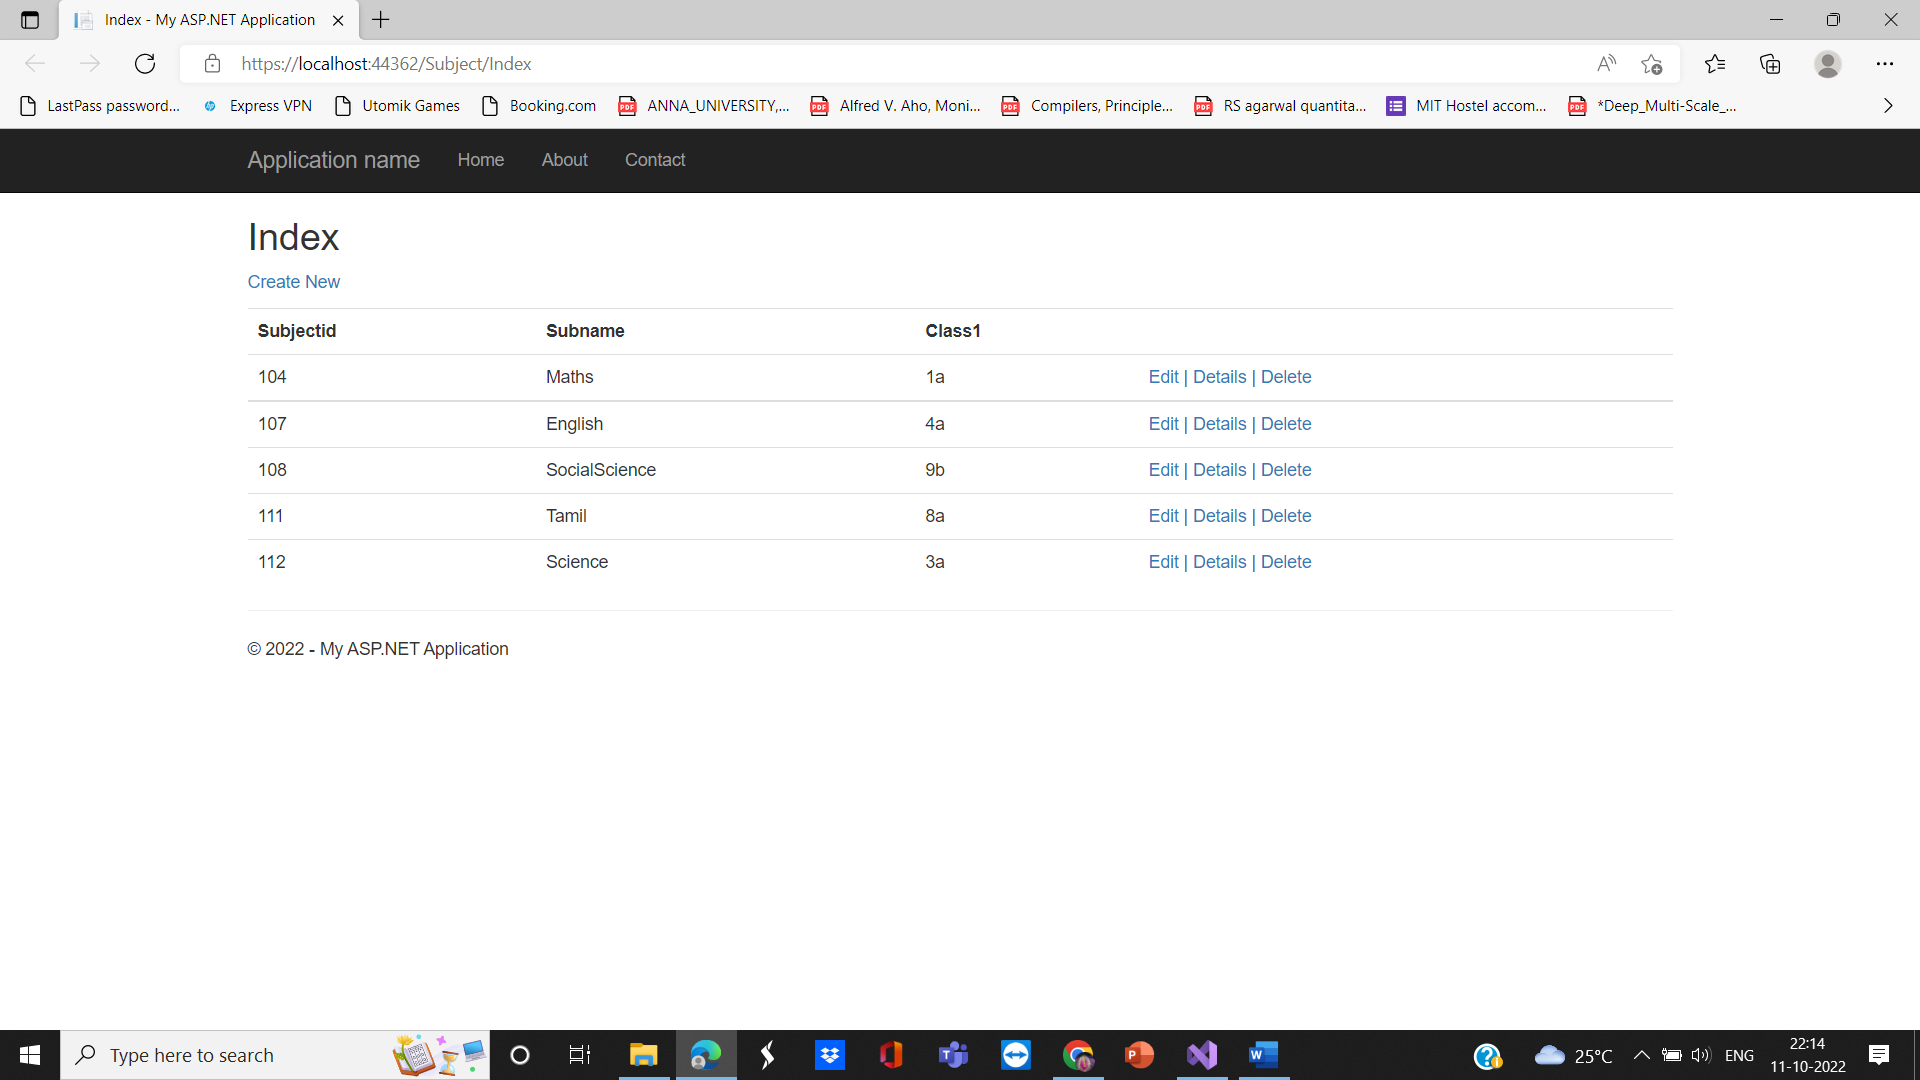 Index - My ASP.NET Application
https://localhost:44362/Subject/Index
LastPass password... Express VPN Utomik Games Booking.com ANNA_UNIVERSITY,... Alfred V. Aho, Moni... Compilers, Principle... RS agarwal quantita... MIT Hostel accom... *Deep_Multi-Scale_...
Application name Home About Contact
Index
Create New
Subjectid Subname Class1
104 Maths 1a Edit | Details | Delete
107 English 4a Edit | Details | Delete
108 SocialScience 9b Edit | Details | Delete
111 Tamil 8a Edit | Details | Delete
112 Science 3a Edit | Details | Delete
© 2022 - My ASP.NET Application
Type here to search 25°C ENG 22:14
11-10-2022